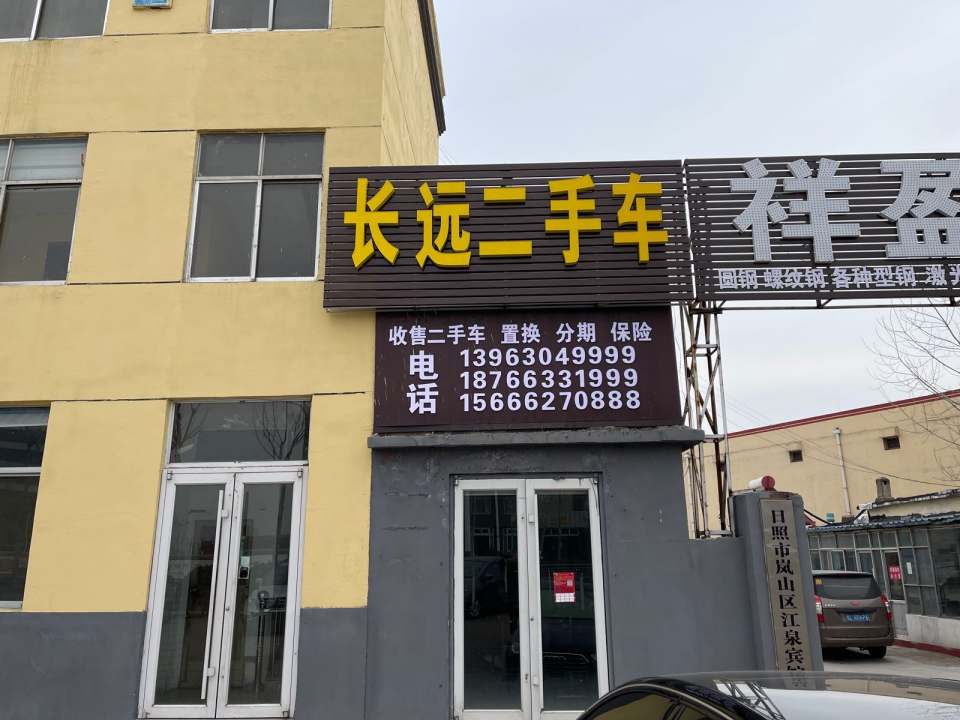 长远二手车
收售二手车 置换 分期 保险
电话
13963049999
18766331999
15666270888
祥盈
圆钢 螺纹钢 各种型钢 激光
日照市岚山区江泉宾馆